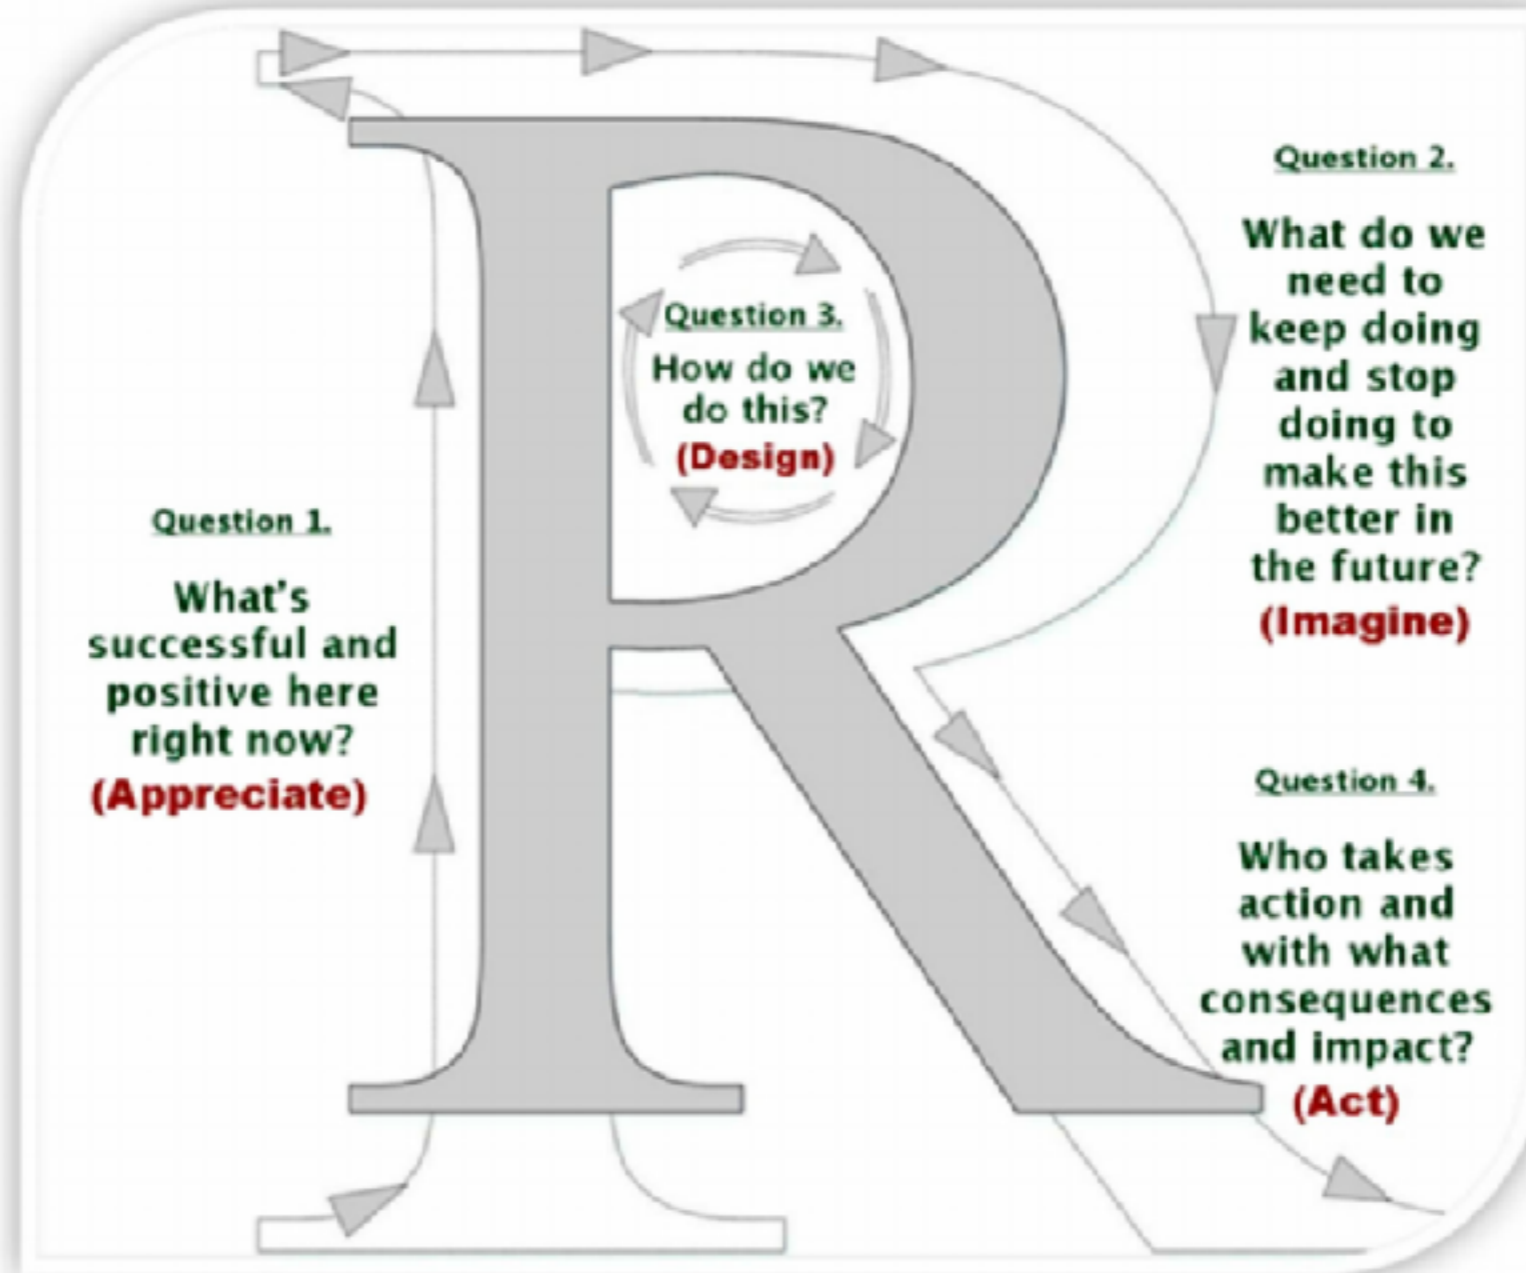 Question 1.
What's
successful and
positive here
right now?
(Appreciate)
Question 2.
What do we
need to
keep doing
and stop
doing to
make this
better in
the future?
(Imagine)
Question 3.
How do we
do this?
(Design)
Question 4.
Who takes
action and
with what
consequences
and impact?
(Act)
R